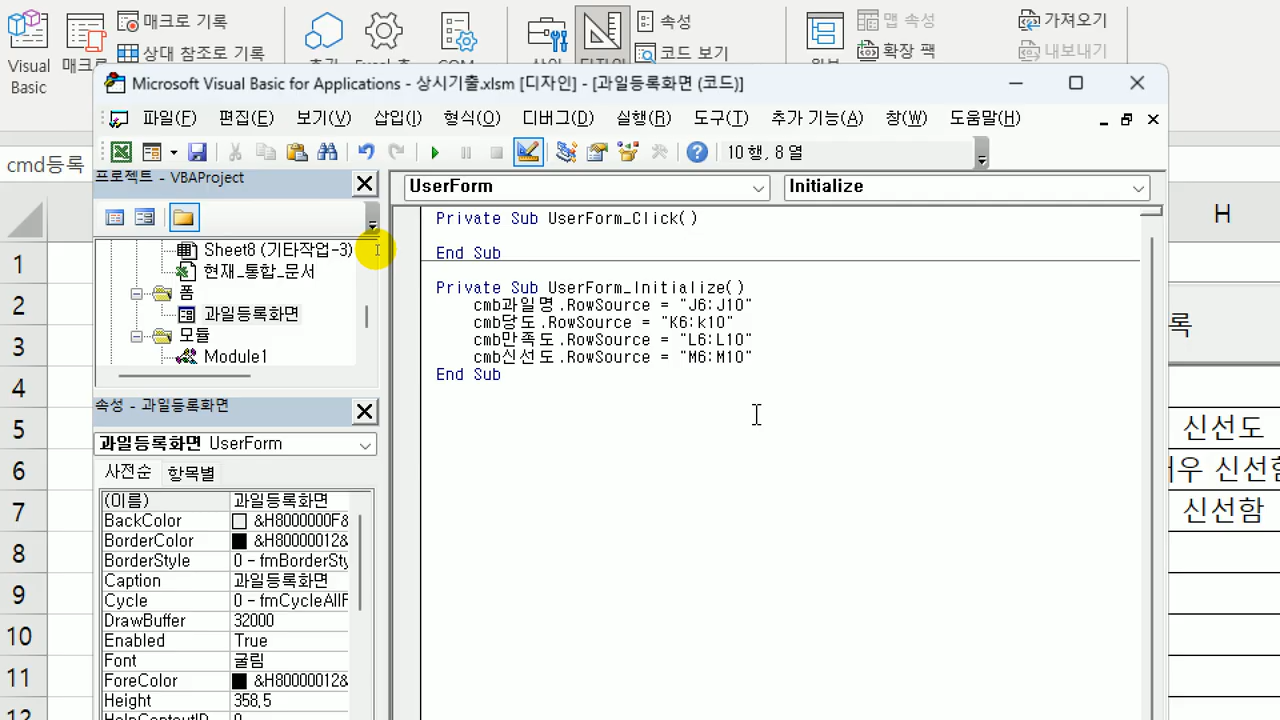 매크로 기록
속성
맵 속성
가져오기
Visual
Basic
상대 참조로 기록
코드 보기
확장 팩
내보내기
Microsoft Visual Basic for Applications - 상시기출.xlsm [디자인] - [과일등록화면 (코드)]
파일(F) 편집(E) 보기(V) 삽입(I) 형식(O) 디버그(D) 실행(R) 도구(T) 추가 기능(A) 창(W) 도움말(H)
10 행, 8 열
cmd등록
프로젝트 - VBAProject
UserForm
Initialize
Sheet8 (기타작업-3)
현재_통합_문서
폼
과일등록화면
모듈
Module1
Private Sub UserForm_Click()
End Sub
Private Sub UserForm_Initialize()
cmb과일명.RowSource = "J6:J10"
cmb당도.RowSource = "K6:k10"
cmb만족도.RowSource = "L6:L10"
cmb신선도.RowSource = "M6:M10"
End Sub
속성 - 과일등록화면
과일등록화면 UserForm
사전순 항목별
(이름) 과일등록화면
BackColor &H8000000F&
BorderColor &H80000012&
BorderStyle 0 - fmBorderSty
Caption 과일등록화면
Cycle 0 - fmCycleAllF
DrawBuffer 32000
Enabled True
Font 굴림
ForeColor &H80000012&
Height 358,5
H
1
2
3
4
5
6
7
8
9
10
11
12
록
신선도
신선함